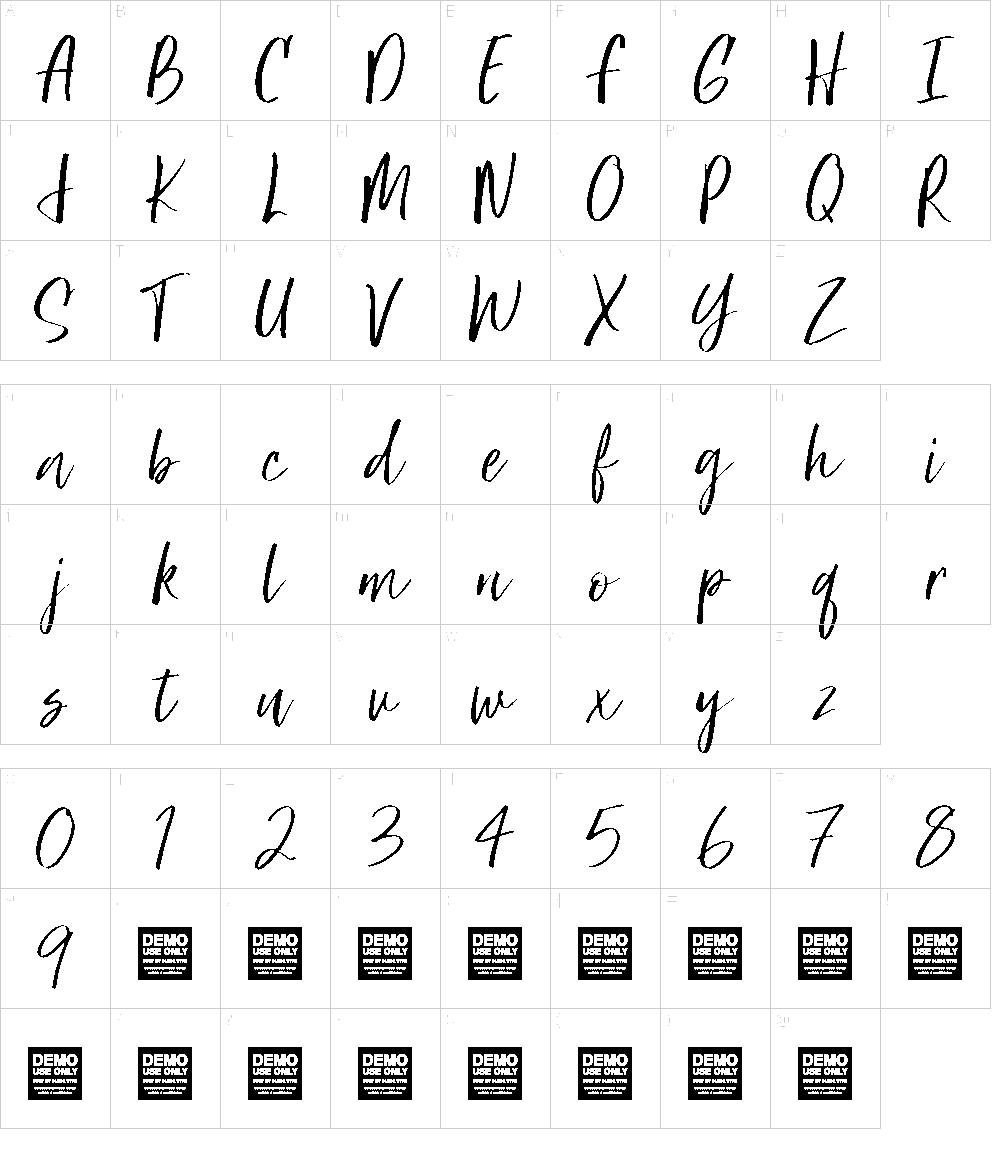 A B C D E F G H I
J K L M N O P Q R
S T U V W X Y Z
a b c d e f g h i
j k l m n o p q r
s t u v w x y z
0 1 2 3 4 5 6 7 8
9 DEMO USE ONLY DEMO USE ONLY DEMO USE ONLY DEMO USE ONLY DEMO USE ONLY DEMO USE ONLY DEMO USE ONLY DEMO USE ONLY
DEMO USE ONLY DEMO USE ONLY DEMO USE ONLY DEMO USE ONLY DEMO USE ONLY DEMO USE ONLY DEMO USE ONLY DEMO USE ONLY